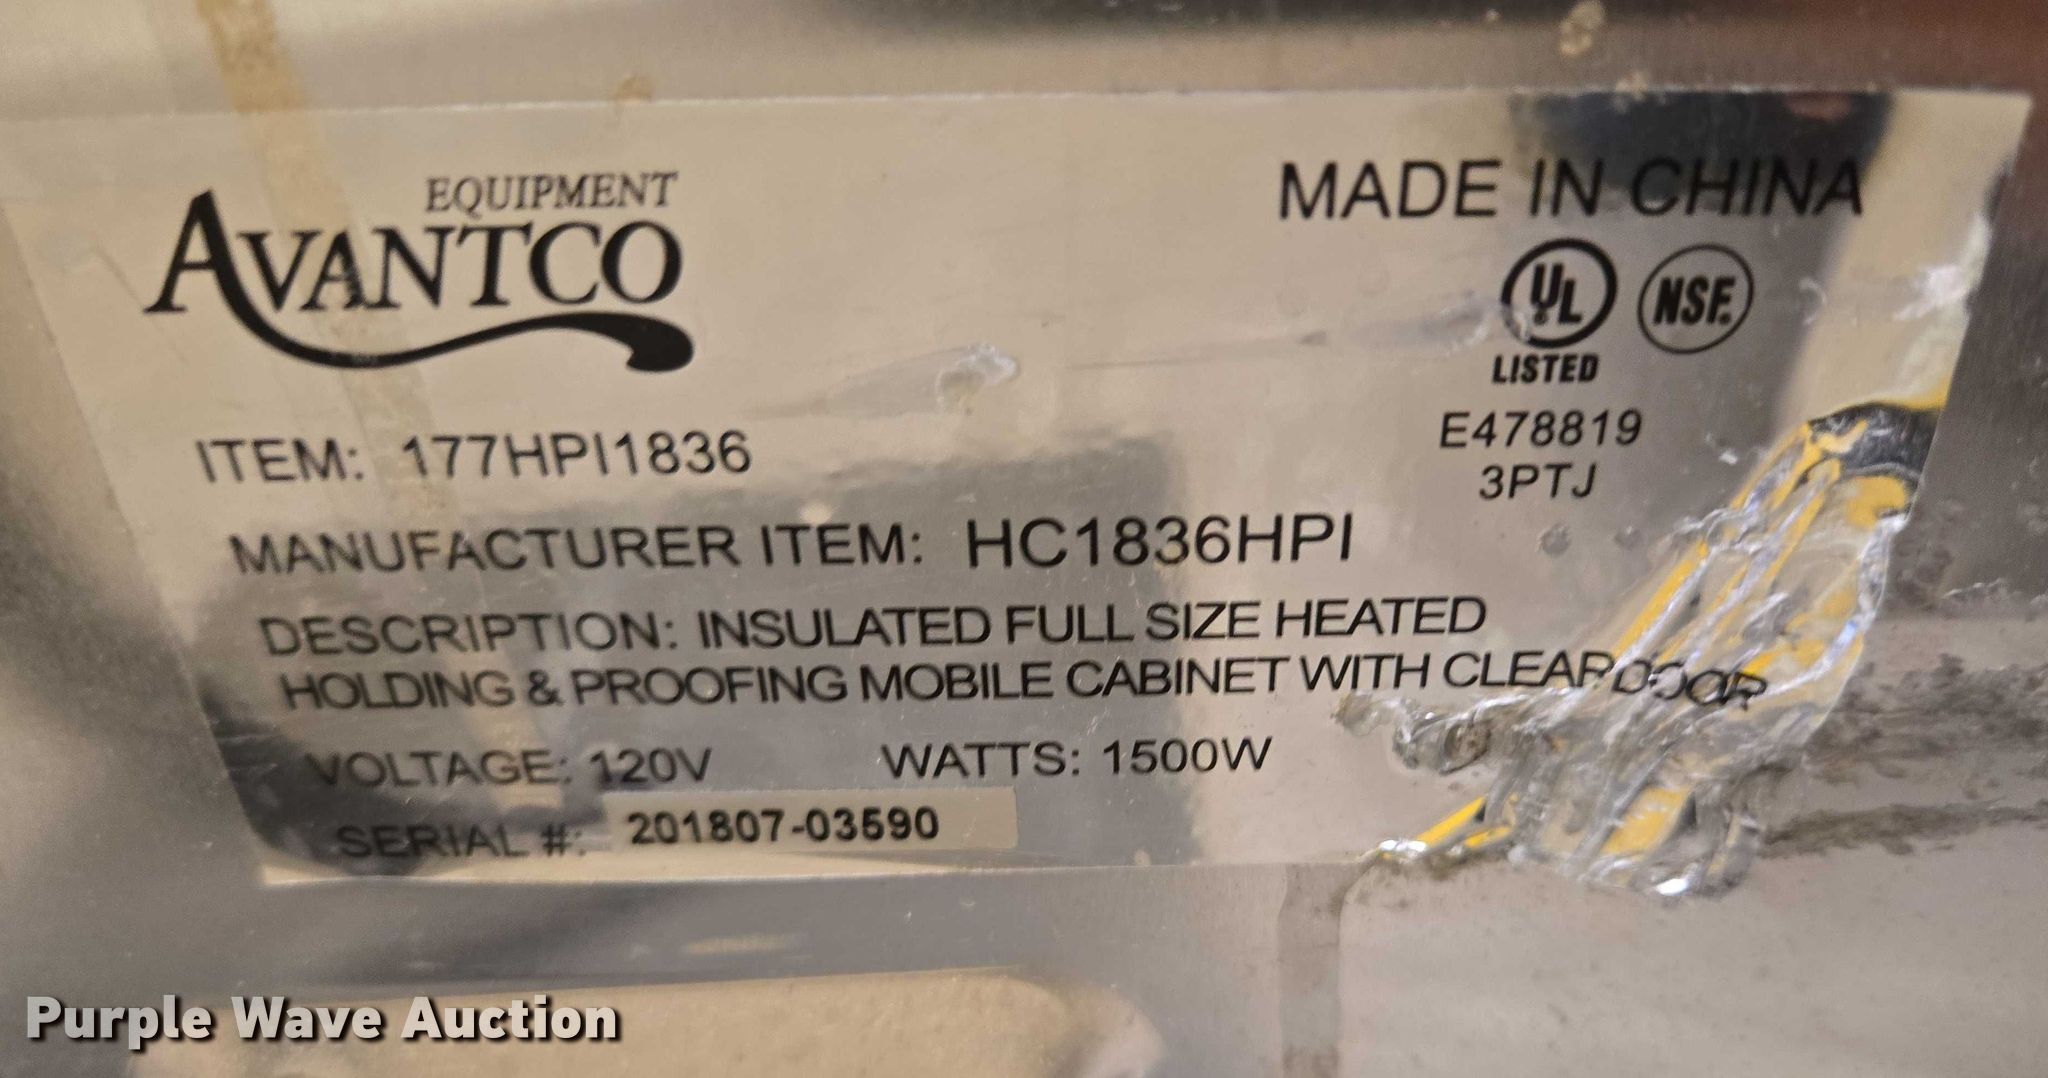 EQUIPMENT
AVANTCO
MADE IN CHINA
UL
NSF.
LISTED
E478819
3PTJ
ITEM: 177HPI1836
MANUFACTURER ITEM: HC1836HPI
DESCRIPTION: INSULATED FULL SIZE HEATED
HOLDING & PROOFING MOBILE CABINET WITH CLEAR DOOR
VOLTAGE: 120V WATTS: 1500W
SERIAL #: 201807-03590
Purple Wave Auction